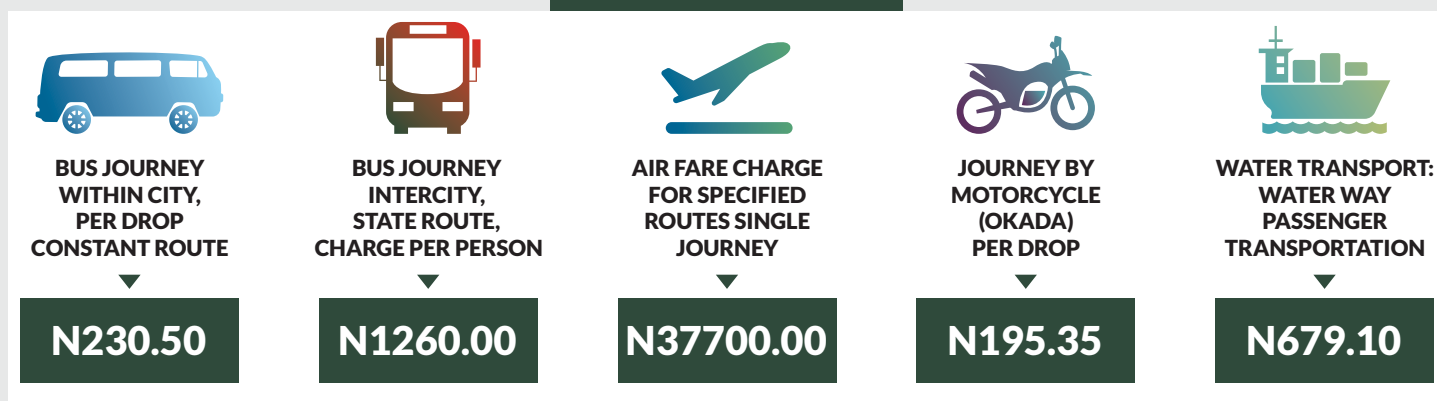 BUS JOURNEY
WITHIN CITY,
PER DROP
CONSTANT ROUTE
N230.50
BUS JOURNEY
INTERCITY,
STATE ROUTE,
CHARGE PER PERSON
N1260.00
AIR FARE CHARGE
FOR SPECIFIED
ROUTES SINGLE
JOURNEY
N37700.00
JOURNEY BY
MOTORCYCLE
(OKADA)
PER DROP
N195.35
WATER TRANSPORT:
WATER WAY
PASSENGER
TRANSPORTATION
N679.10